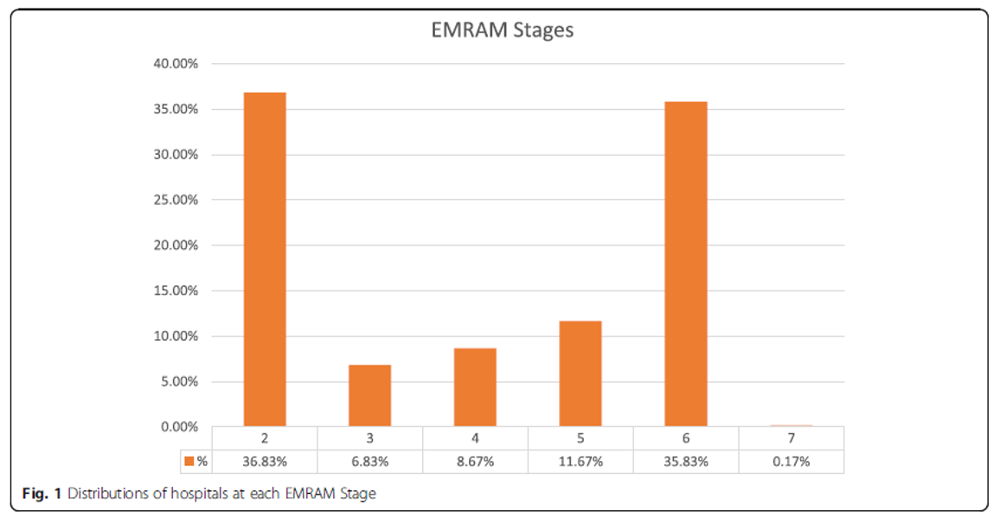 EMRAM Stages
40.00%
35.00%
30.00%
25.00%
20.00%
15.00%
10.00%
5.00%
0.00%
2 3 4 5 6 7
% 36.83% 6.83% 8.67% 11.67% 35.83% 0.17%
Fig. 1 Distributions of hospitals at each EMRAM Stage